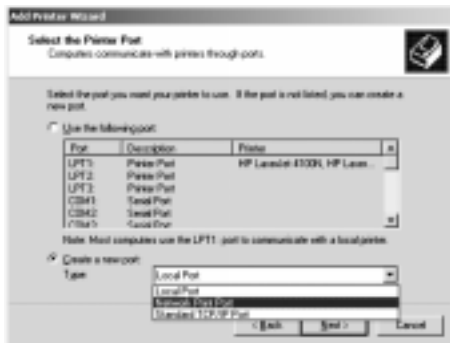 Add Printer Wizard
Select the Printer Port
Computers communicate with printers through ports.
Select the port you want your printer to use. If the port is not listed, you can create a
new port.
Use the following port:
Port Description Printer
LPT1: Printer Port HP LaserJet 4100N, HP Laser...
LPT2: Printer Port
LPT3: Printer Port
COM1: Serial Port
COM2: Serial Port
COM3: Serial Port
Note: Most computers use the LPT1: port to communicate with a local printer.
Create a new port:
Type: Local Port
Local Port
Network Print Port
Standard TCP/IP Port
< Back Next > Cancel